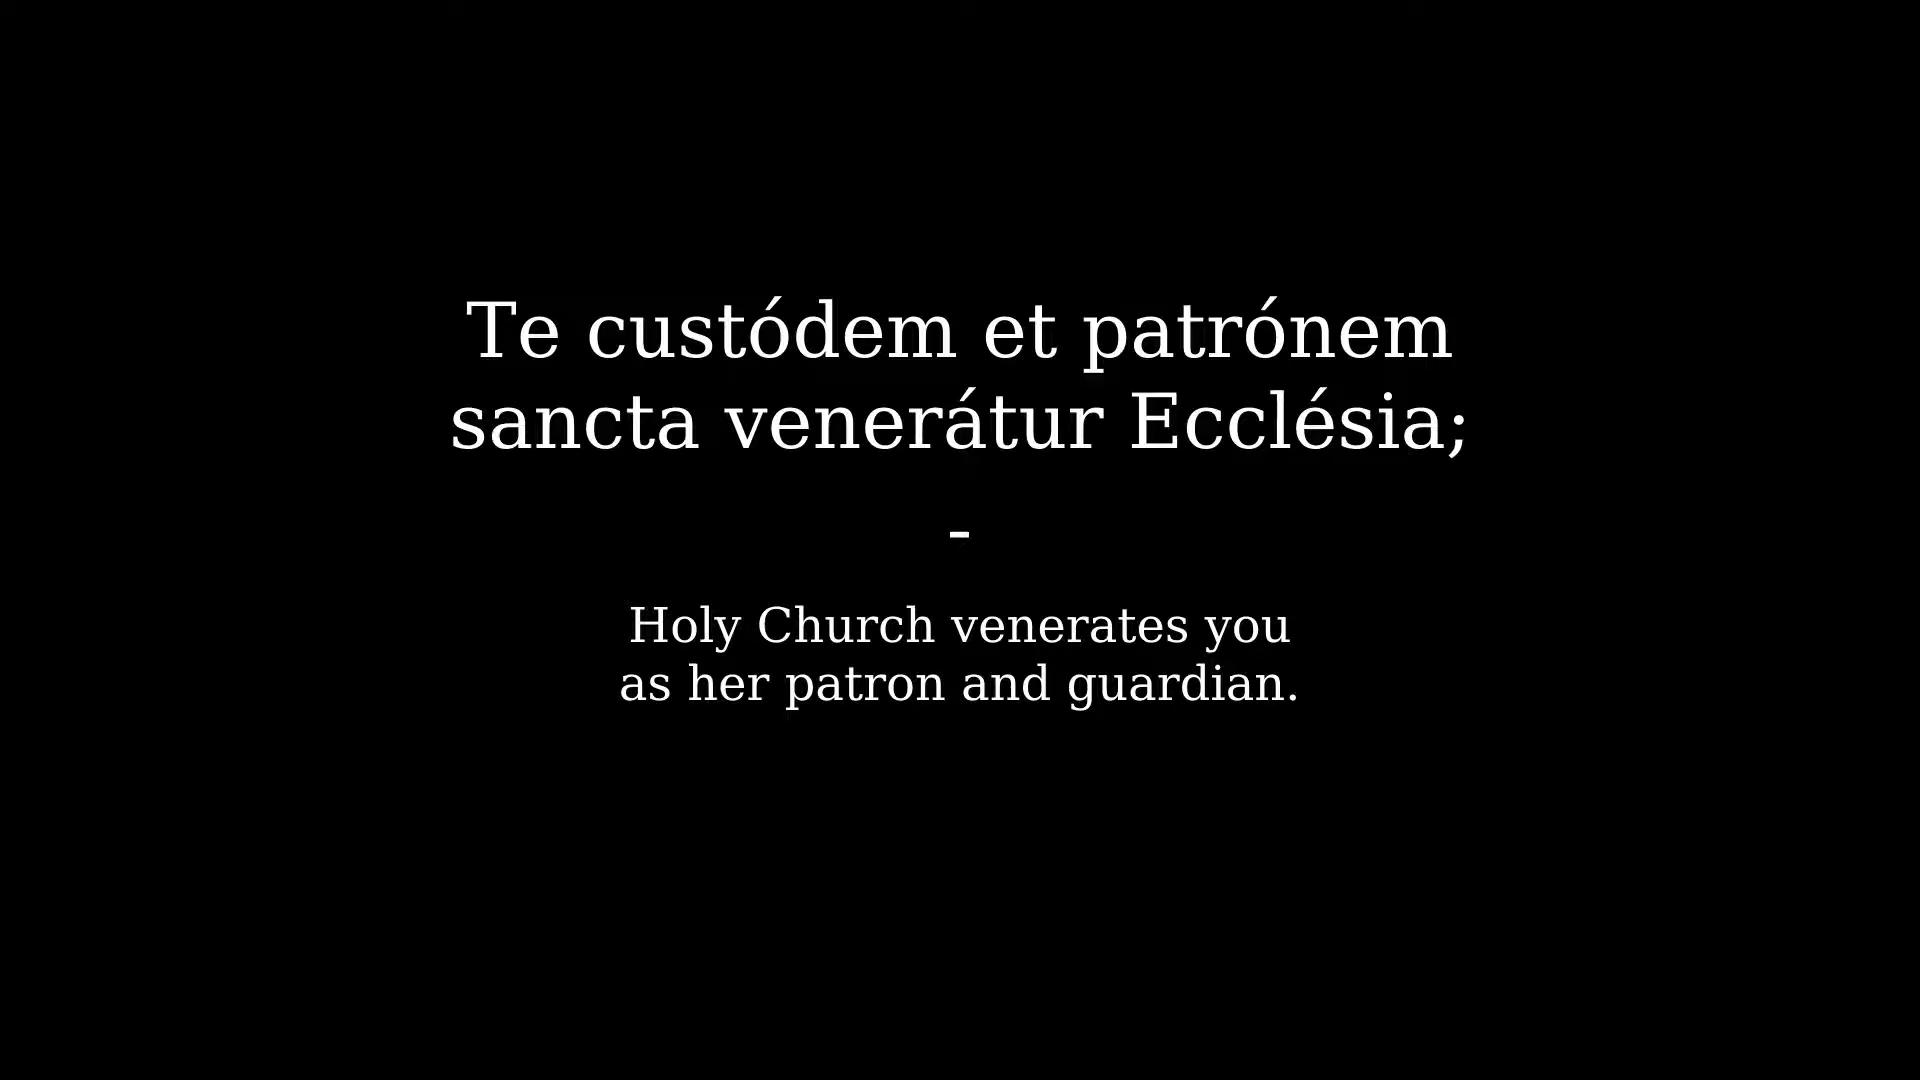 Te custódem et patrónem
sancta venerátur Ecclésia;
-
Holy Church venerates you
as her patron and guardian.